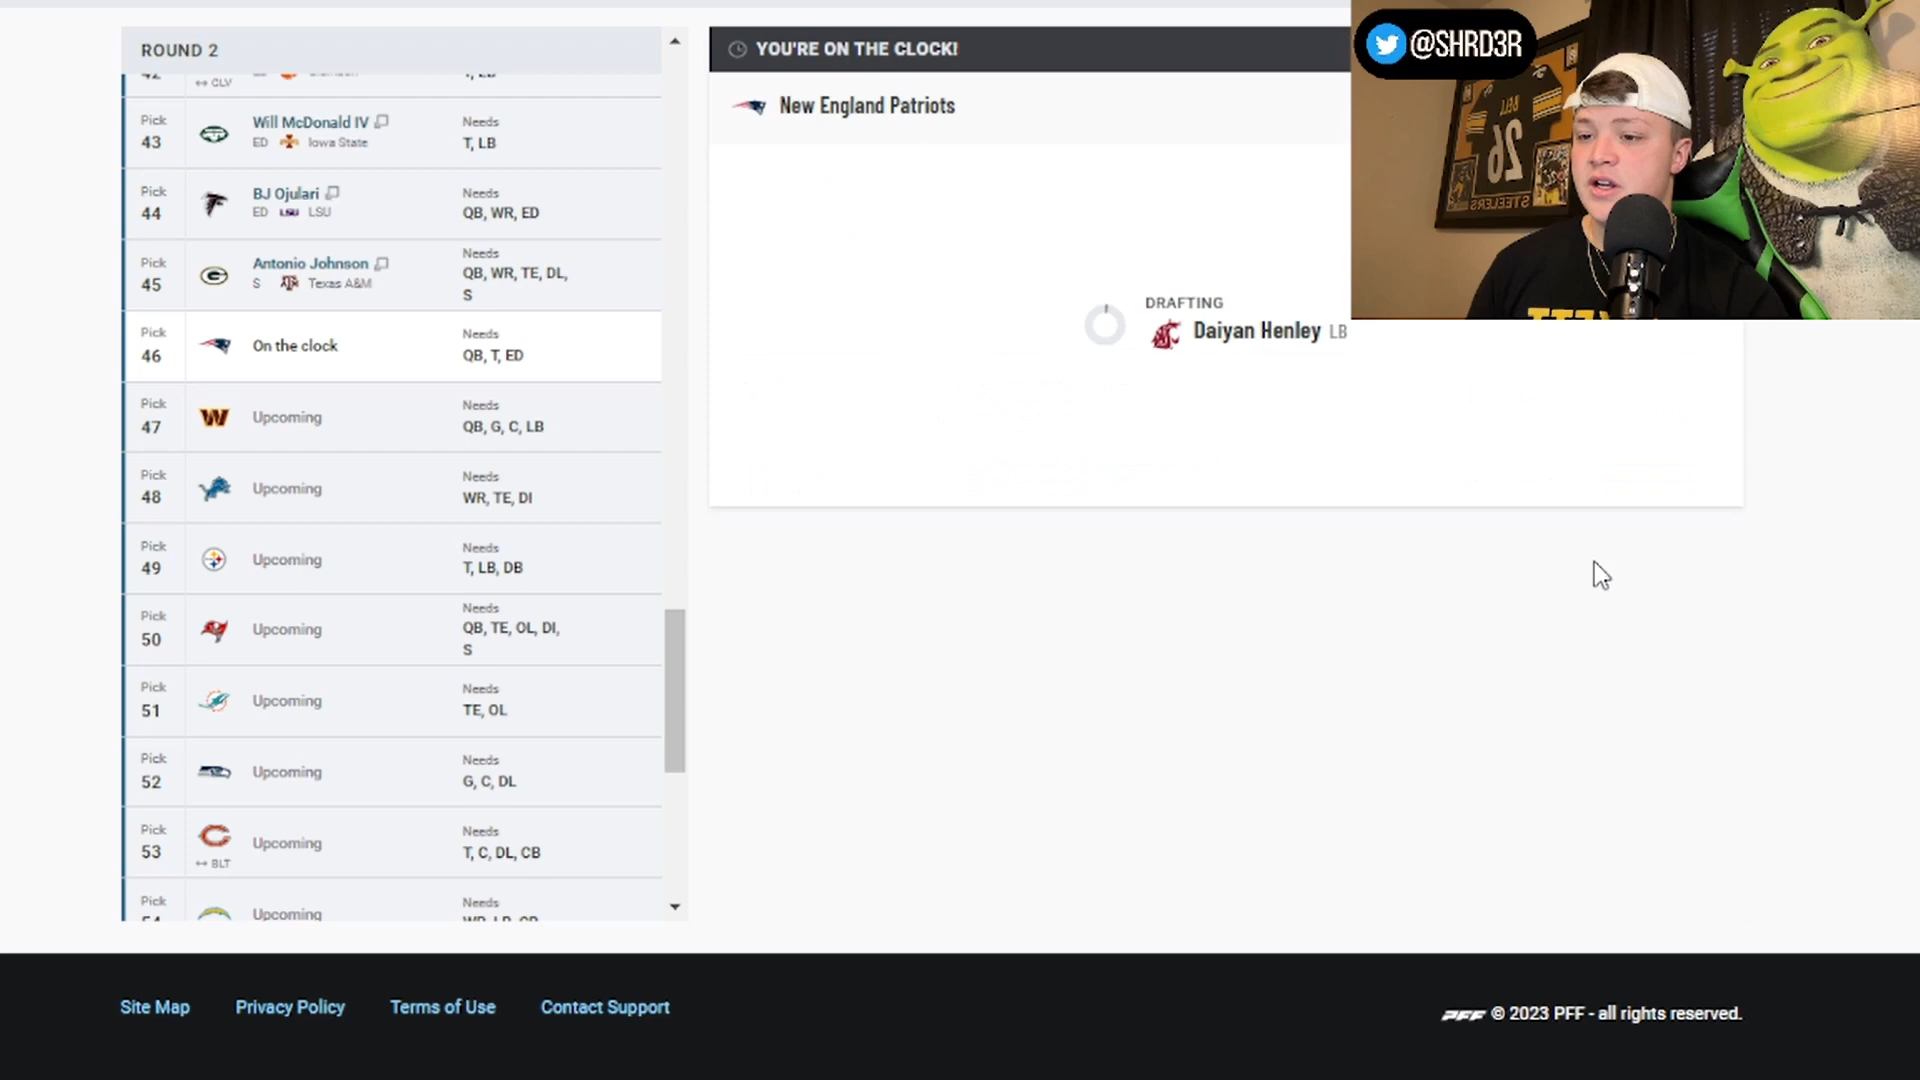 ROUND 2
42
↔ CLV
Pick
43
Will McDonald IV
ED Iowa State
Needs
T, LB
Pick
44
BJ Ojulari
ED LSU LSU
Needs
QB, WR, ED
Pick
45
Antonio Johnson
S Texas A&M
Needs
QB, WR, TE, DL,
S
Pick
46
On the clock
Needs
QB, T, ED
Pick
47
Upcoming
Needs
QB, G, C, LB
Pick
48
Upcoming
Needs
WR, TE, DI
Pick
49
Upcoming
Needs
T, LB, DB
Pick
50
Upcoming
Needs
QB, TE, OL, DI,
S
Pick
51
Upcoming
Needs
TE, OL
Pick
52
Upcoming
Needs
G, C, DL
Pick
53
↔ BLT
Upcoming
Needs
T, C, DL, CB
Pick
Upcoming
Needs
YOU'RE ON THE CLOCK!
New England Patriots
DRAFTING
Daiyan Henley LB
@SHRD3R
BELL
26
STEELERS
Site Map
Privacy Policy
Terms of Use
Contact Support
PFF © 2023 PFF - all rights reserved.